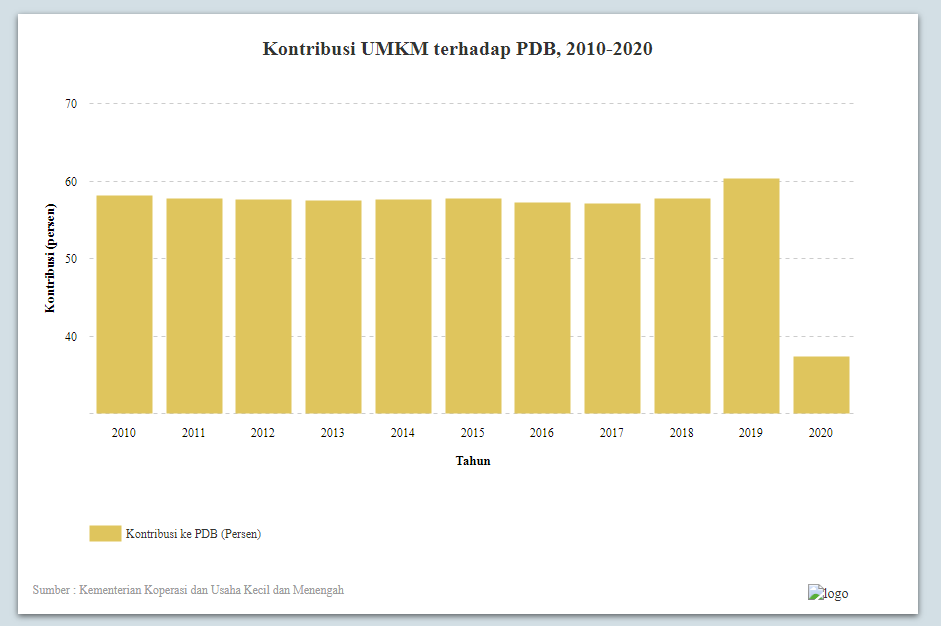 Kontribusi UMKM terhadap PDB, 2010-2020
70
60
50
40
Kontribusi (persen)
2010 2011 2012 2013 2014 2015 2016 2017 2018 2019 2020
Tahun
Kontribusi ke PDB (Persen)
Sumber : Kementerian Koperasi dan Usaha Kecil dan Menengah
logo